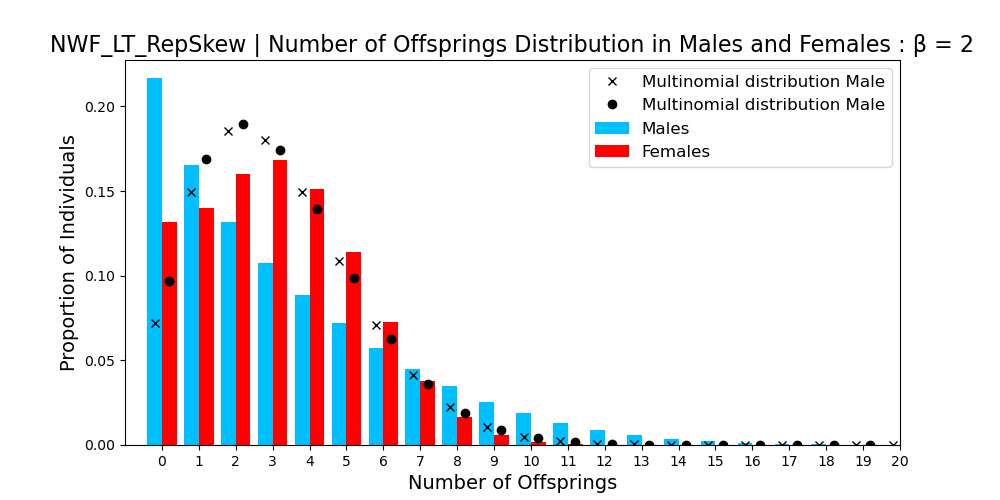 NWF_LT_RepSkew | Number of Offsprings Distribution in Males and Females : β = 2
Multinomial distribution Male
Multinomial distribution Male
Males
Females
Proportion of Individuals
0.20
0.15
0.10
0.05
0.00
0 1 2 3 4 5 6 7 8 9 10 11 12 13 14 15 16 17 18 19 20
Number of Offsprings